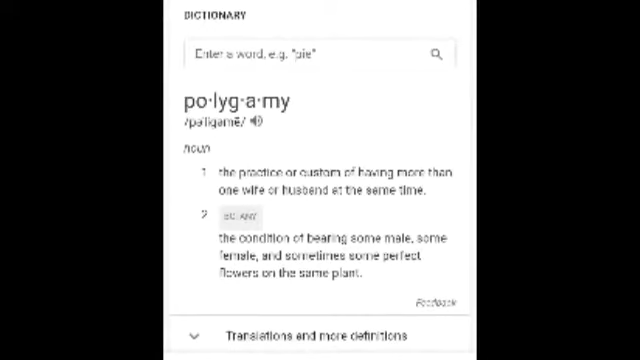 DICTIONARY
Enter a word, e.g. "pie"
po·lyg·a·my
/pəˈliɡəmē/
noun
1 the practice or custom of having more than
one wife or husband at the same time.
2 BOTANY
the condition of bearing some male, some
female, and sometimes some perfect
flowers on the same plant.
Feedback
Translations and more definitions